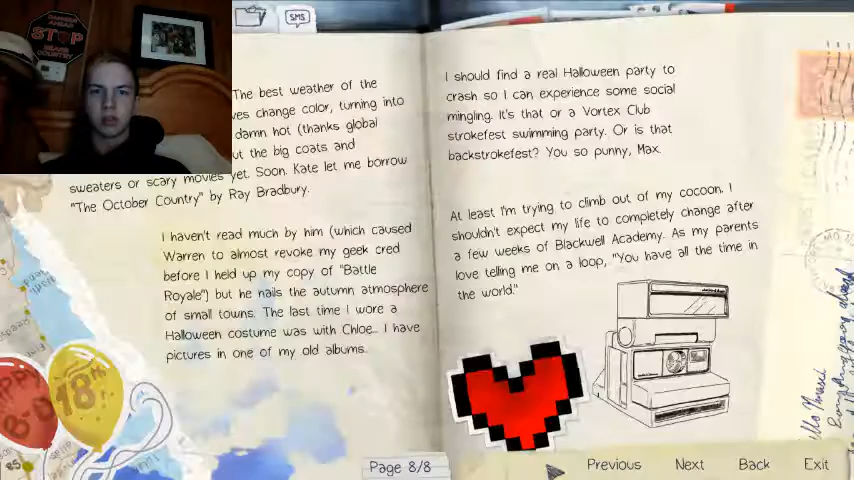 SMS
DANGER
AHEAD
STOP
The best weather of the
ves change color, turning into
damn hot (thanks global
ut the big coats and
sweaters or scary movies yet. Soon. Kate let me borrow
"The October Country" by Ray Bradbury.
I haven't read much by him (which caused
Warren to almost revoke my geek cred
before I held up my copy of "Battle
Royale") but he nails the autumn atmosphere
of small towns. The last time I wore a
Halloween costume was with Chloe... I have
pictures in one of my old albums.
I should find a real Halloween party to
crash so I can experience some social
mingling. It's that or a Vortex Club
strokefest swimming party. Or is that
backstrokefest? You so punny, Max.
At least I'm trying to climb out of my cocoon. I
shouldn't expect my life to completely change after
a few weeks of Blackwell Academy. As my parents
love telling me on a loop, "You have all the time in
the world."
18
Page 8/8
Previous
Next
Back
Exit